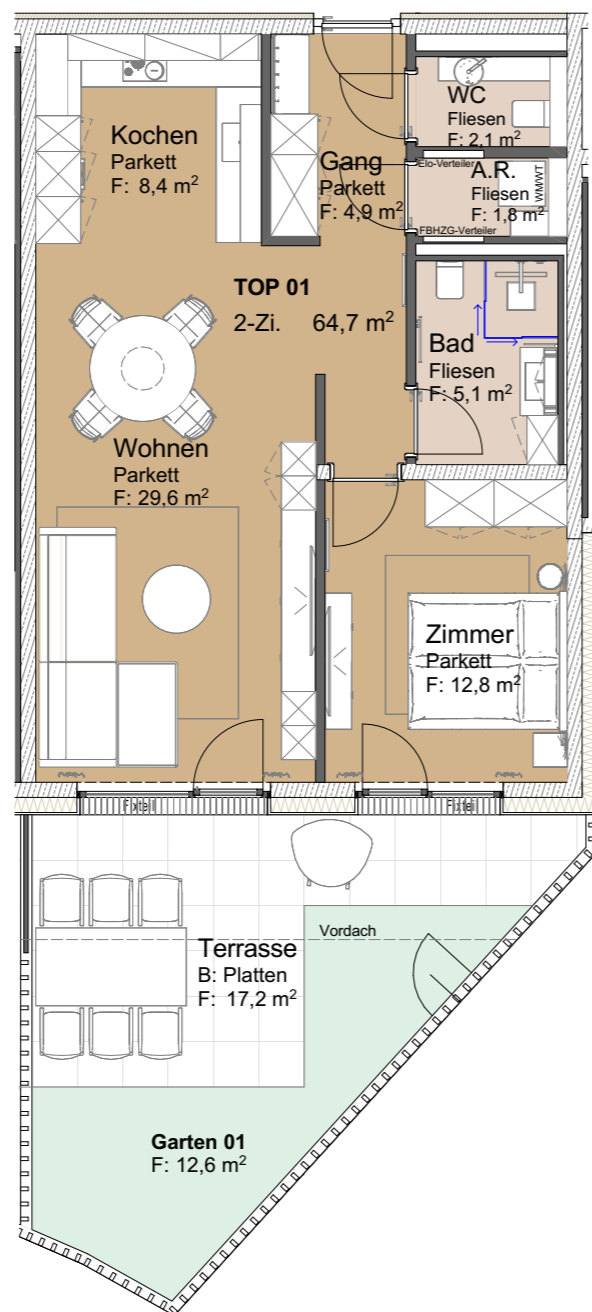 WC
Fliesen
F: 2,1 m²
Kochen
Parkett
F: 8,4 m²
Gang
Parkett
F: 4,9 m²
Elo-Verteiler
A.R.
Fliesen
F: 1,8 m²
WM/WT
FBHZG-Verteiler
TOP 01
2-Zi. 64,7 m²
Bad
Fliesen
F: 5,1 m²
Wohnen
Parkett
F: 29,6 m²
Zimmer
Parkett
F: 12,8 m²
Fixteil
Fixteil
Vordach
Terrasse
B: Platten
F: 17,2 m²
Garten 01
F: 12,6 m²